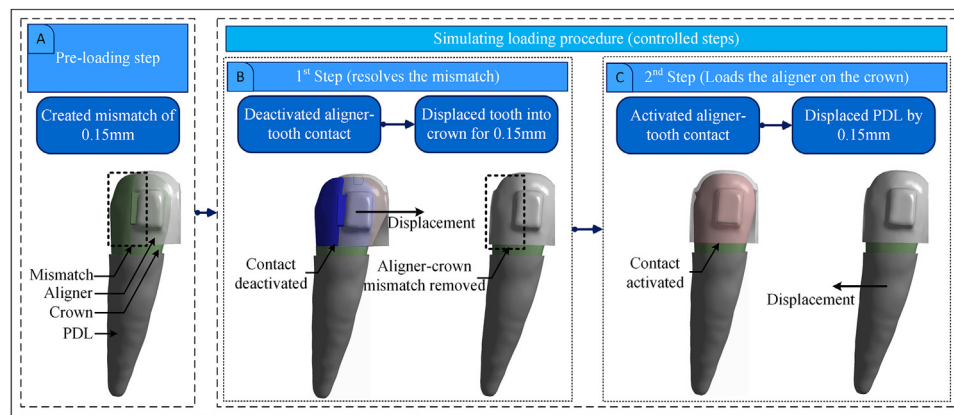 A
Pre-loading step
Created mismatch of
0.15mm
Mismatch
Aligner
Crown
PDL
Simulating loading procedure (controlled steps)
B
1st Step (resolves the mismatch)
Deactivated aligner-
tooth contact
Displaced tooth into
crown for 0.15mm
Displacement
Contact
deactivated
Aligner-crown
mismatch removed
C
2nd Step (Loads the aligner on the crown)
Activated aligner-
tooth contact
Displaced PDL by
0.15mm
Contact
activated
Displacement